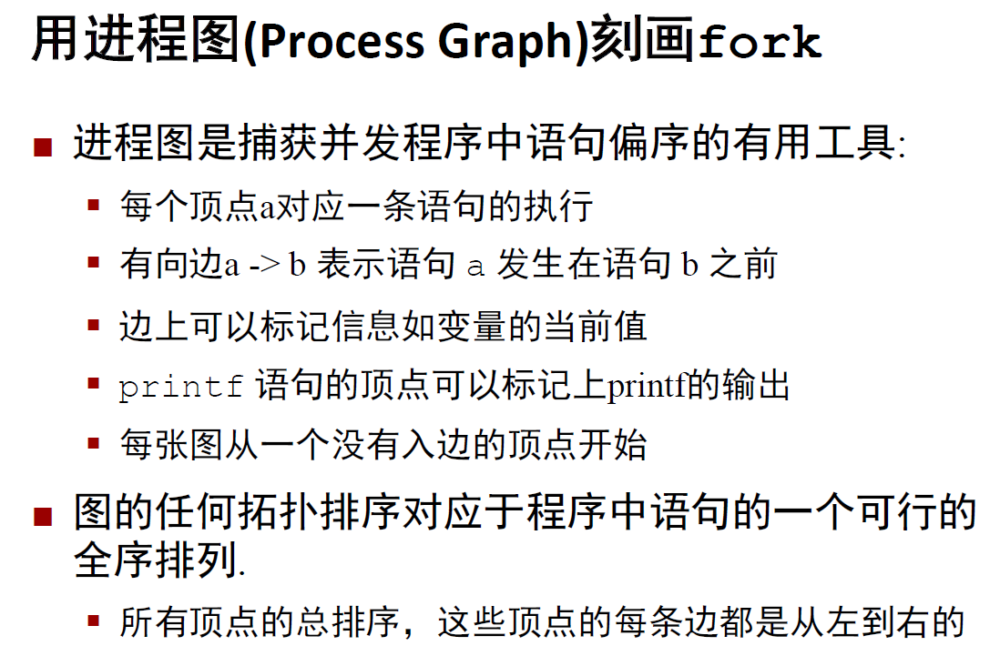 用进程图(Process Graph)刻画fork
进程图是捕获并发程序中语句偏序的有用工具:
每个顶点a对应一条语句的执行
有向边a -> b 表示语句 a 发生在语句 b 之前
边上可以标记信息如变量的当前值
printf 语句的顶点可以标记上printf的输出
每张图从一个没有入边的顶点开始
图的任何拓扑排序对应于程序中语句的一个可行的
全序排列.
所有顶点的总排序，这些顶点的每条边都是从左到右的